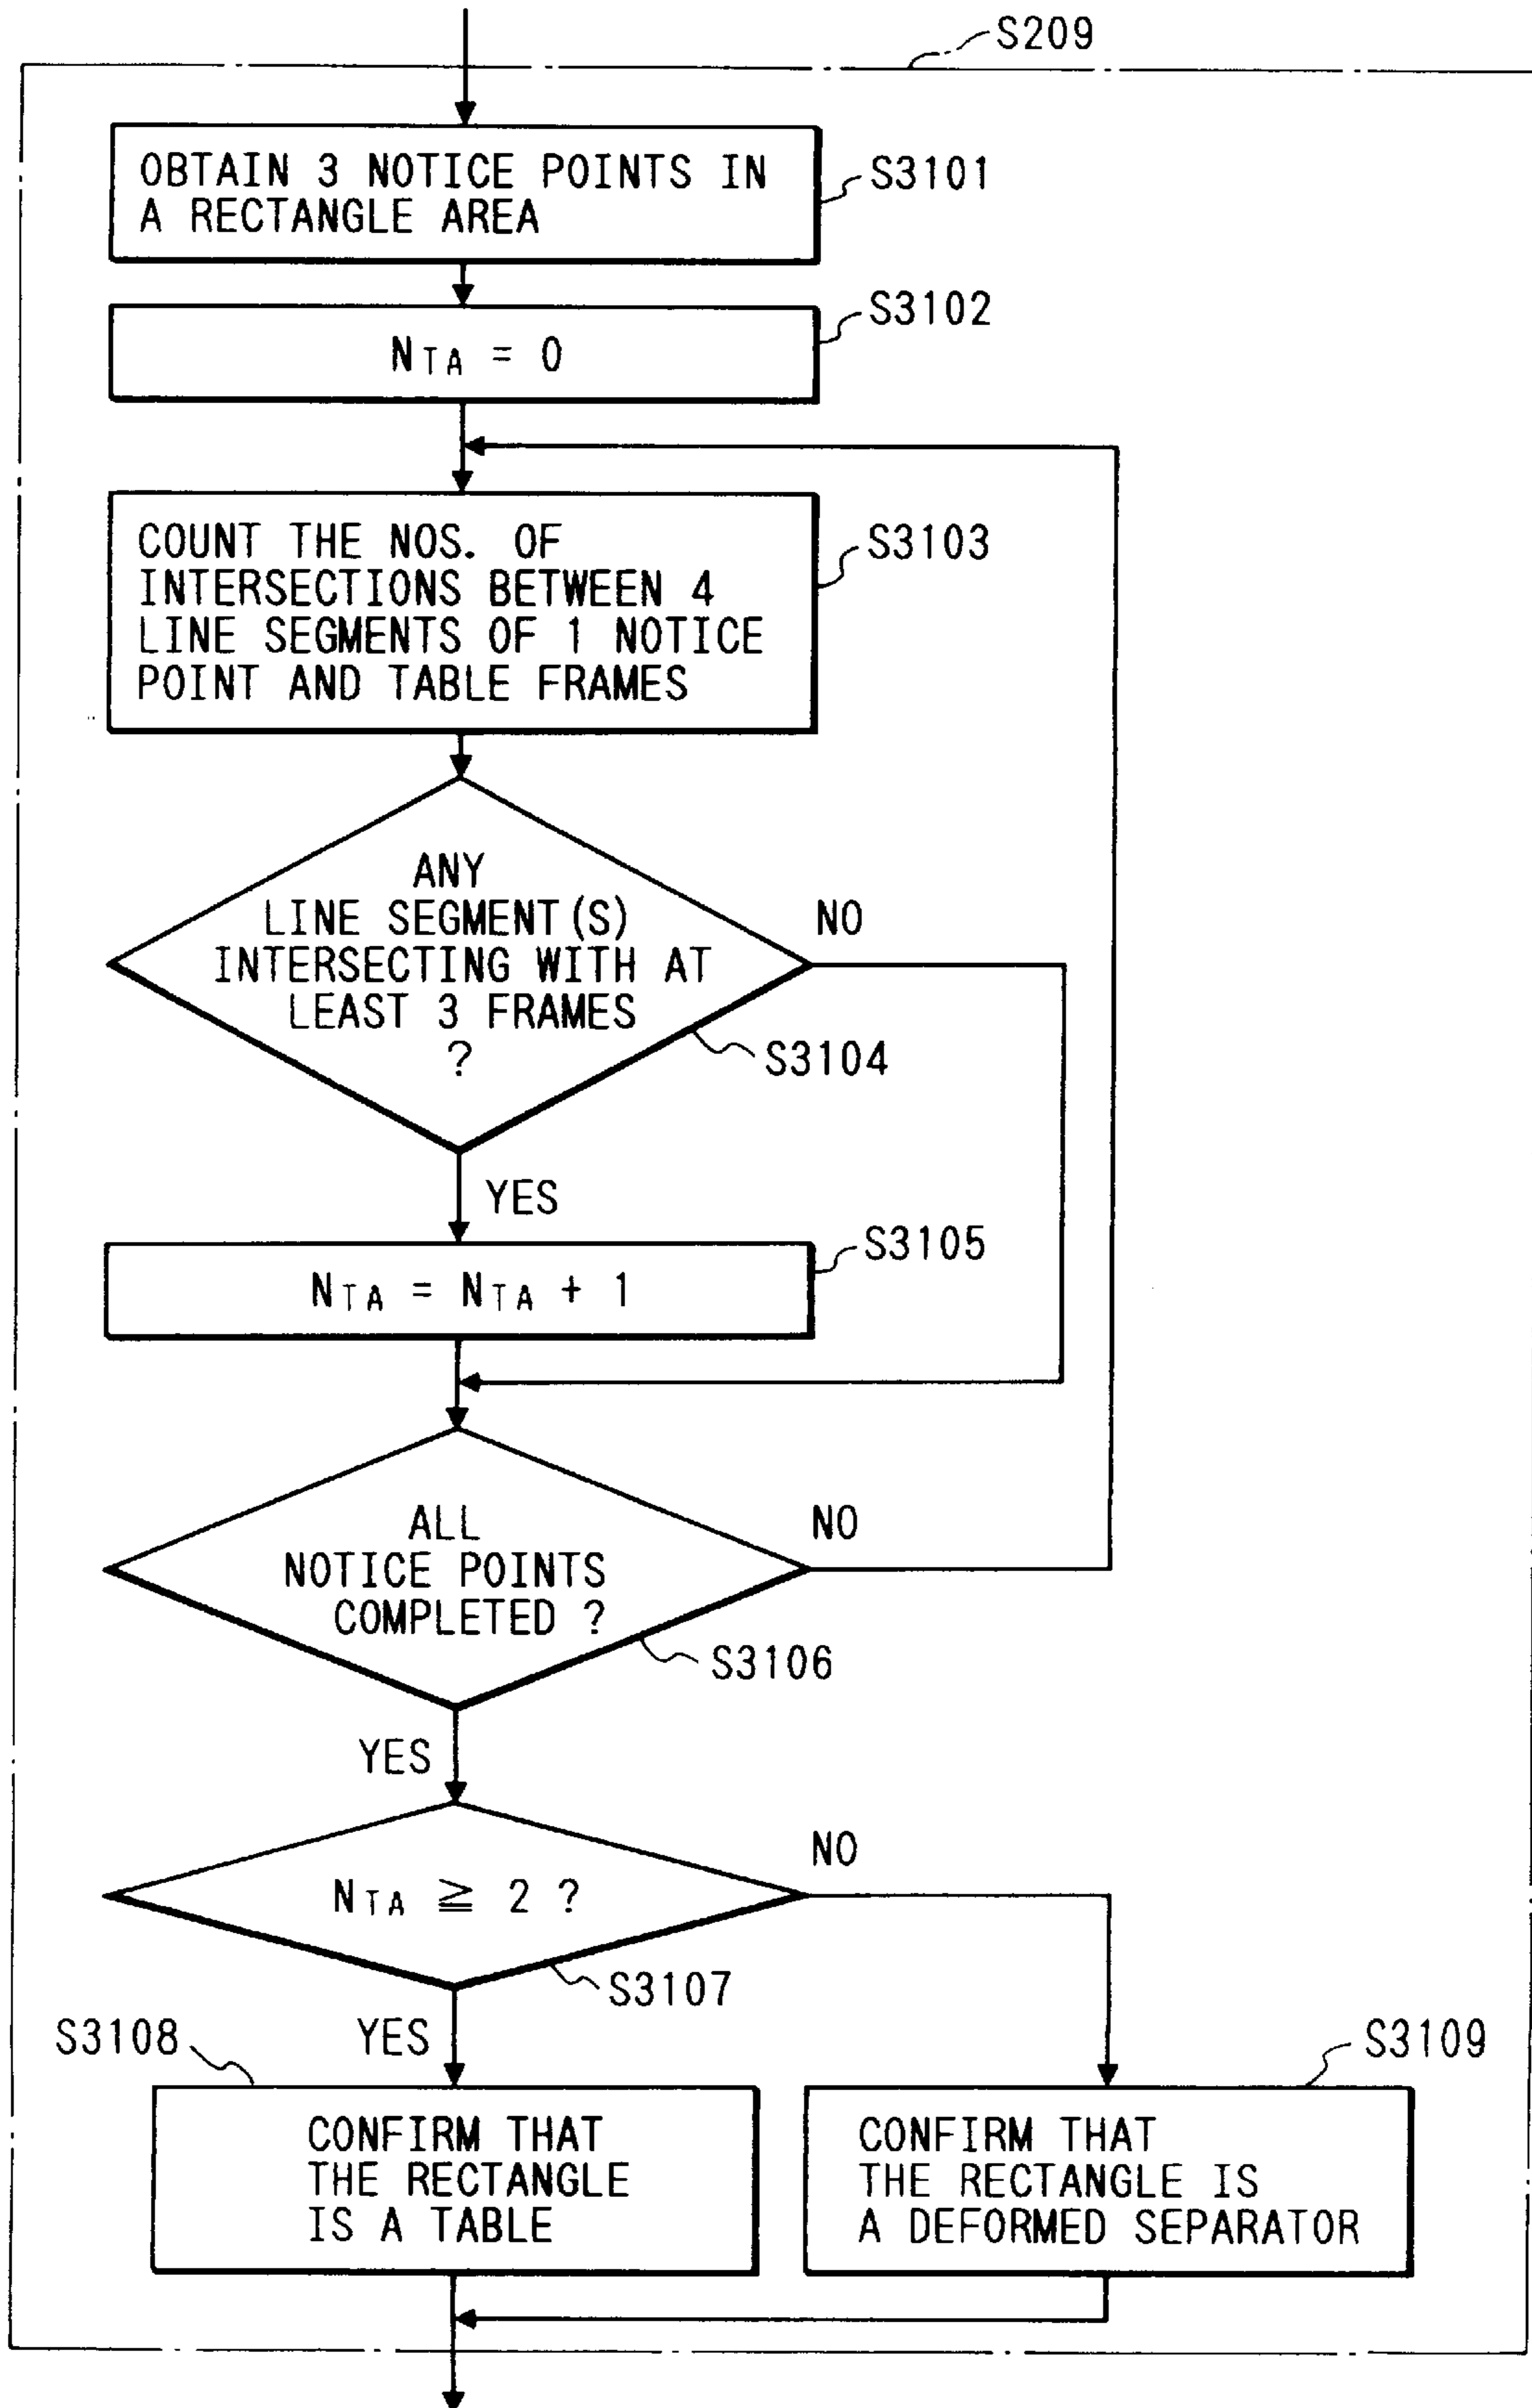 S209
OBTAIN 3 NOTICE POINTS IN
A RECTANGLE AREA
S3101
NTA = 0
S3102
COUNT THE NOS. OF
INTERSECTIONS BETWEEN 4
LINE SEGMENTS OF 1 NOTICE
POINT AND TABLE FRAMES
S3103
ANY
LINE SEGMENT(S)
INTERSECTING WITH AT
LEAST 3 FRAMES
?
NO
S3104
YES
NTA = NTA + 1
S3105
ALL
NOTICE POINTS
COMPLETED ?
NO
S3106
YES
NTA ≧ 2 ?
NO
S3107
YES
S3108
CONFIRM THAT
THE RECTANGLE
IS A TABLE
S3109
CONFIRM THAT
THE RECTANGLE IS
A DEFORMED SEPARATOR